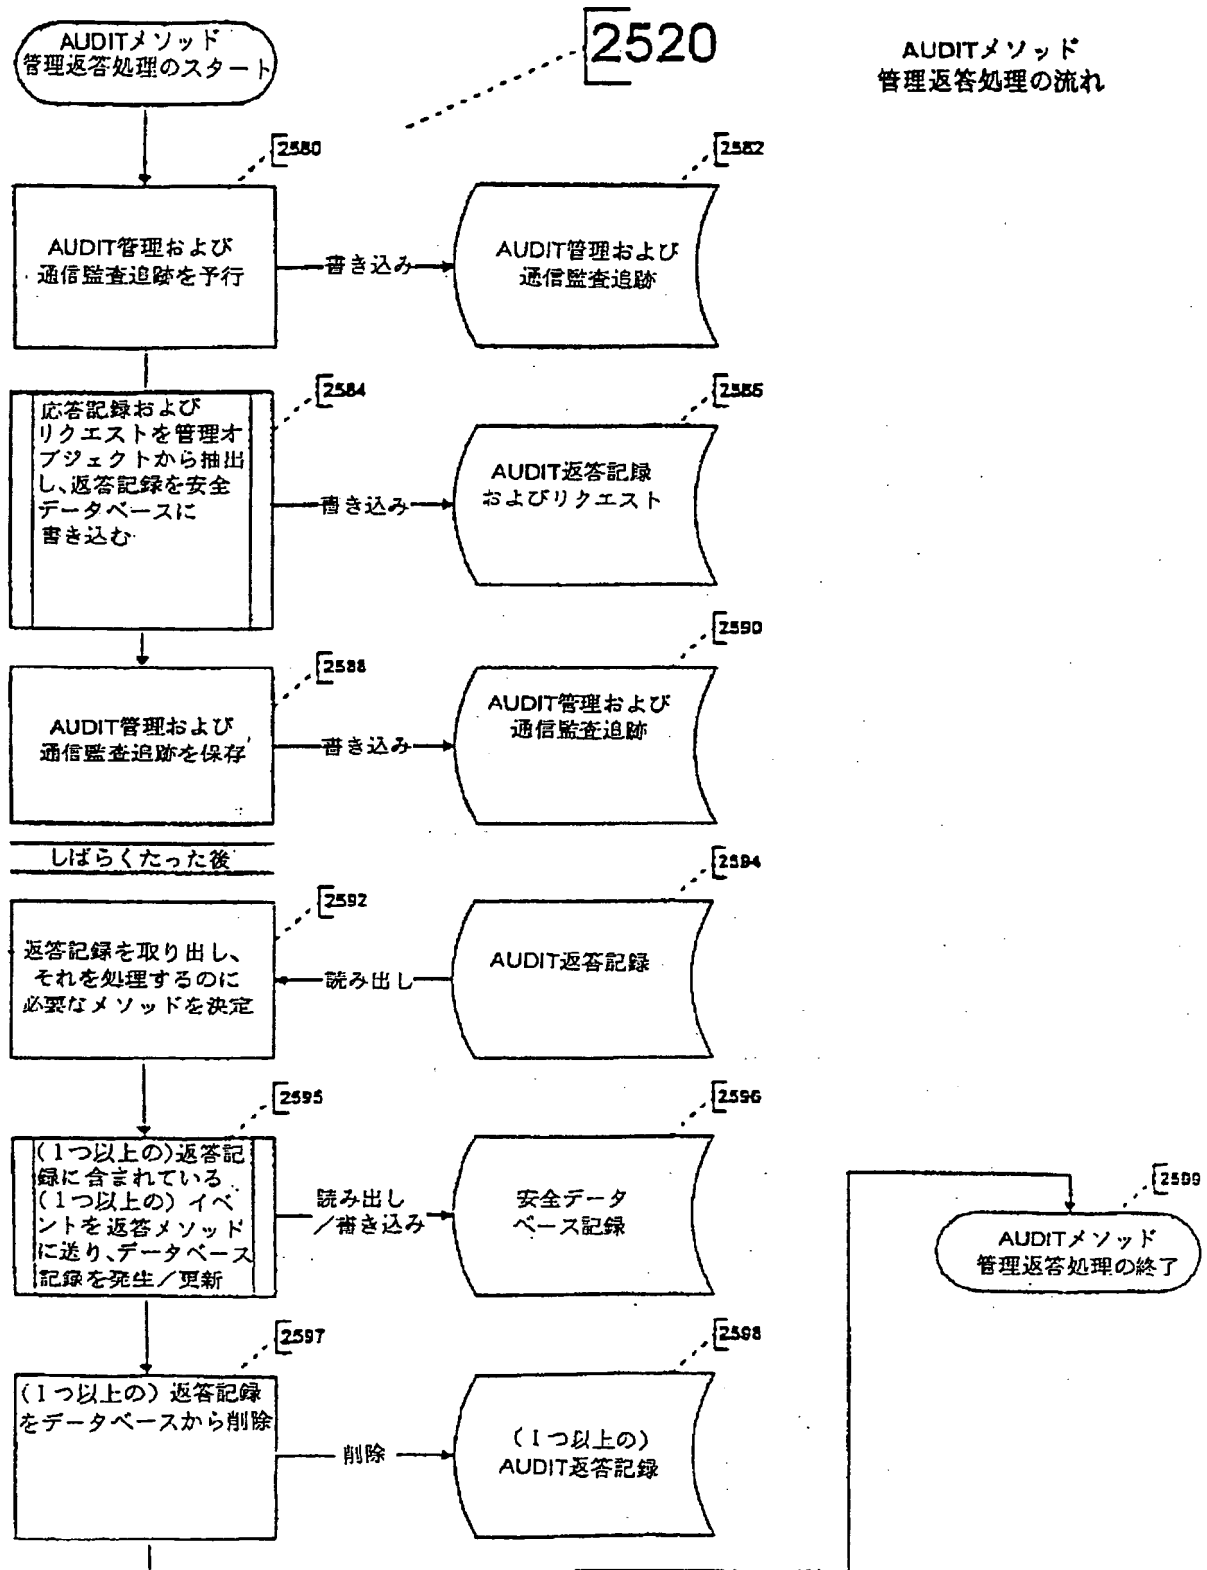 AUDITメソッド
管理返答処理のスタート
2520
AUDITメソッド
管理返答処理の流れ
2580
2582
AUDIT管理および
通信監査追跡を予行
書き込み
AUDIT管理および
通信監査追跡
2584
2586
応答記録および
リクエストを管理オ
ブジェクトから抽出
し、返答記録を安全
データベースに
書き込む
書き込み
AUDIT返答記録
およびリクエスト
2588
2590
AUDIT管理および
通信監査追跡を保存
書き込み
AUDIT管理および
通信監査追跡
しばらくたった後
2592
2594
返答記録を取り出し、
それを処理するのに
必要なメソッドを決定
読み出し
AUDIT返答記録
2595
2596
(1つ以上の)返答記
録に含まれている
(1つ以上の)イベ
ントを返答メソッド
に送り、データベース
記録を発生／更新
読み出し
／書き込み
安全データ
ベース記録
2599
AUDITメソッド
管理返答処理の終了
2597
2598
(1つ以上の)返答記録
をデータベースから削除
削除
(1つ以上の)
AUDIT返答記録